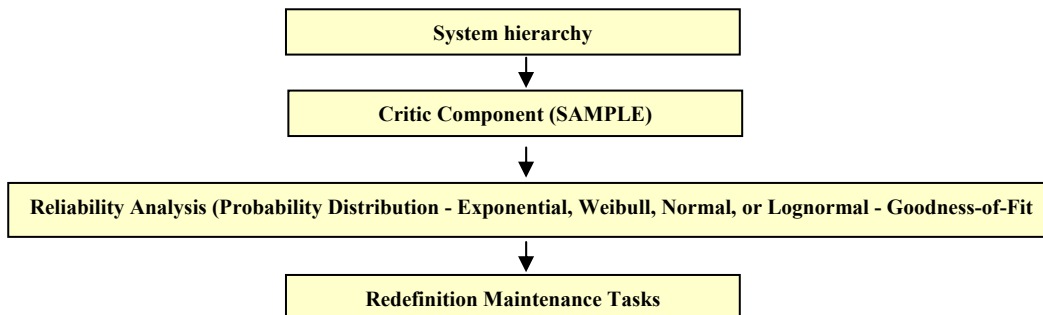 System hierarchy
Critic Component (SAMPLE)
Reliability Analysis (Probability Distribution - Exponential, Weibull, Normal, or Lognormal - Goodness-of-Fit
Redefinition Maintenance Tasks